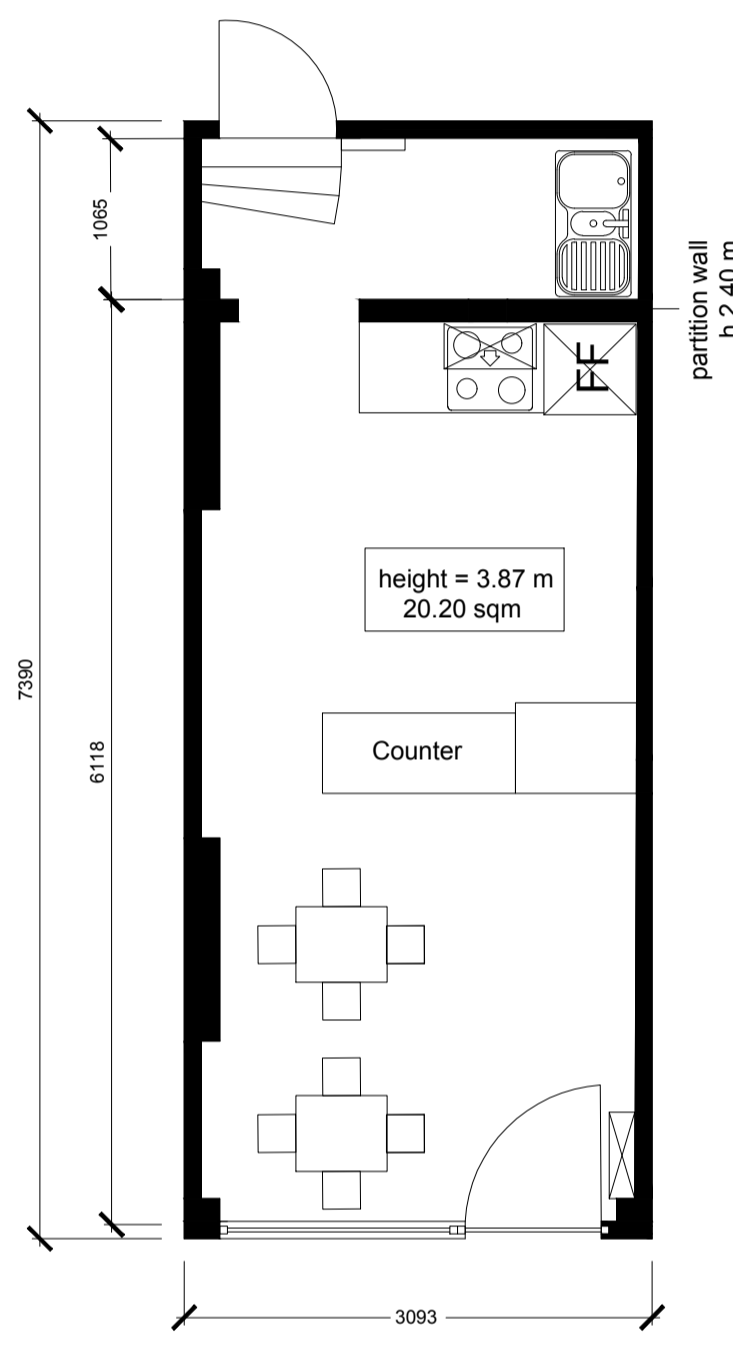 1065
partition wall
h 2.40 m
FF
height = 3.87 m
20.20 sqm
7390
6118
Counter
3093